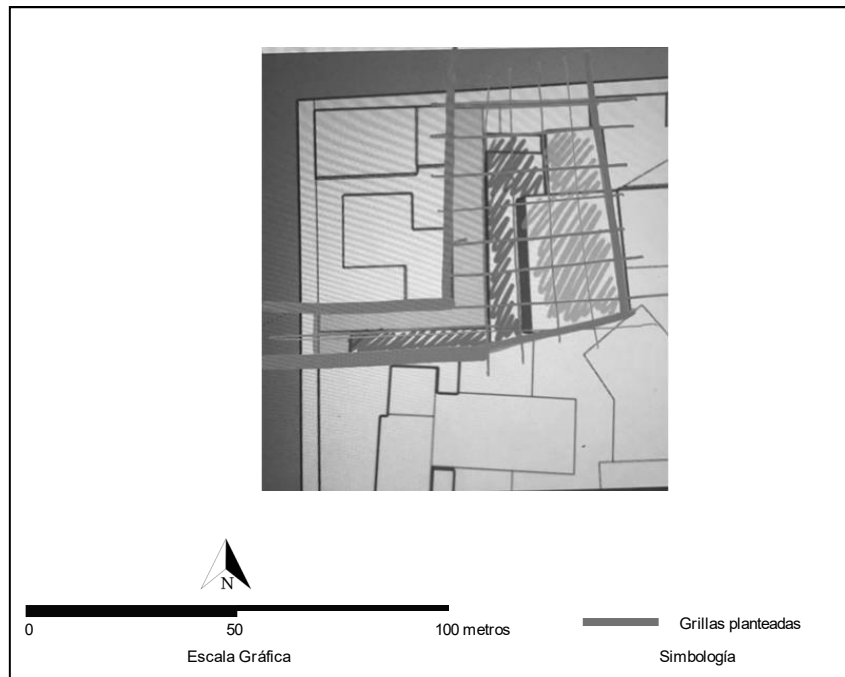 N
0
50
100 metros
Escala Gráfica
Grillas planteadas
Simbología